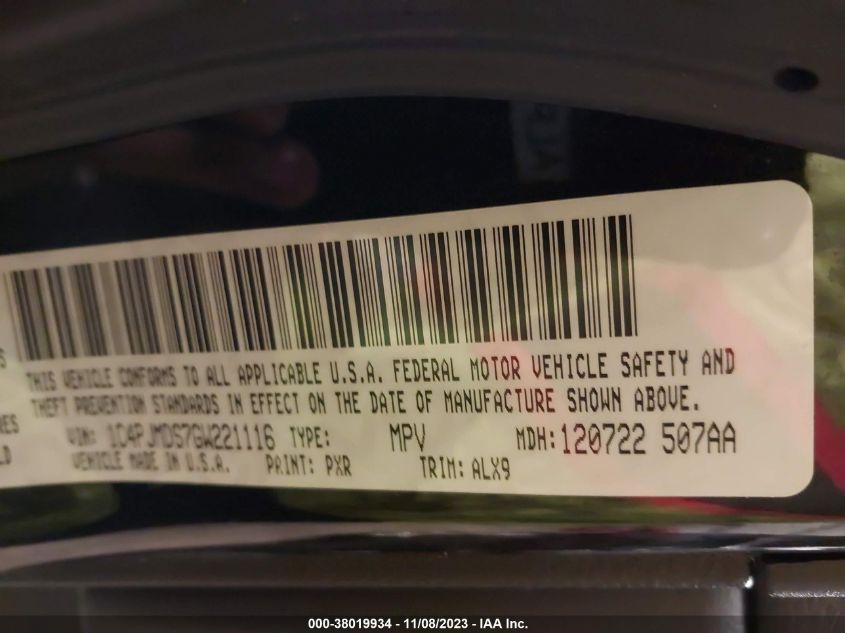 THIS VEHICLE CONFORMS TO ALL APPLICABLE U.S.A. FEDERAL MOTOR VEHICLE SAFETY AND
THEFT PREVENTION STANDARDS IN EFFECT ON THE DATE OF MANUFACTURE SHOWN ABOVE.
RES
VIN: 1C4PJMDS7GW221116 TYPE: MPV MDH: 120722 507AA
LD
VEHICLE MADE IN U.S.A. PAINT: PXR TRIM: ALX9
000-38019934 - 11/08/2023 - IAA Inc.